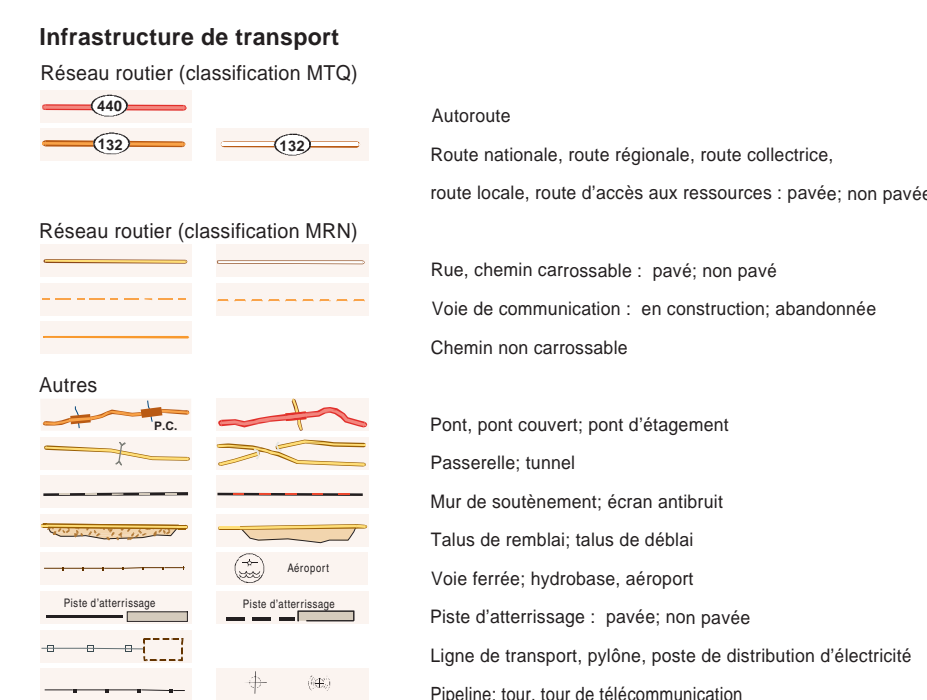 Infrastructure de transport
Réseau routier (classification MTQ)
440
Autoroute
132
132
Route nationale, route régionale, route collectrice,
route locale, route d’accès aux ressources : pavée; non pavée
Réseau routier (classification MRN)
Rue, chemin carrossable : pavé; non pavé
Voie de communication : en construction; abandonnée
Chemin non carrossable
Autres
P.C.
Pont, pont couvert; pont d’étagement
Passerelle; tunnel
Mur de soutènement; écran antibruit
Talus de remblai; talus de déblai
Aéroport
Voie ferrée; hydrobase, aéroport
Piste d’atterrissage
Piste d’atterrissage
Piste d’atterrissage : pavée; non pavée
Ligne de transport, pylône, poste de distribution d’électricité
Pipeline; tour, tour de télécommunication